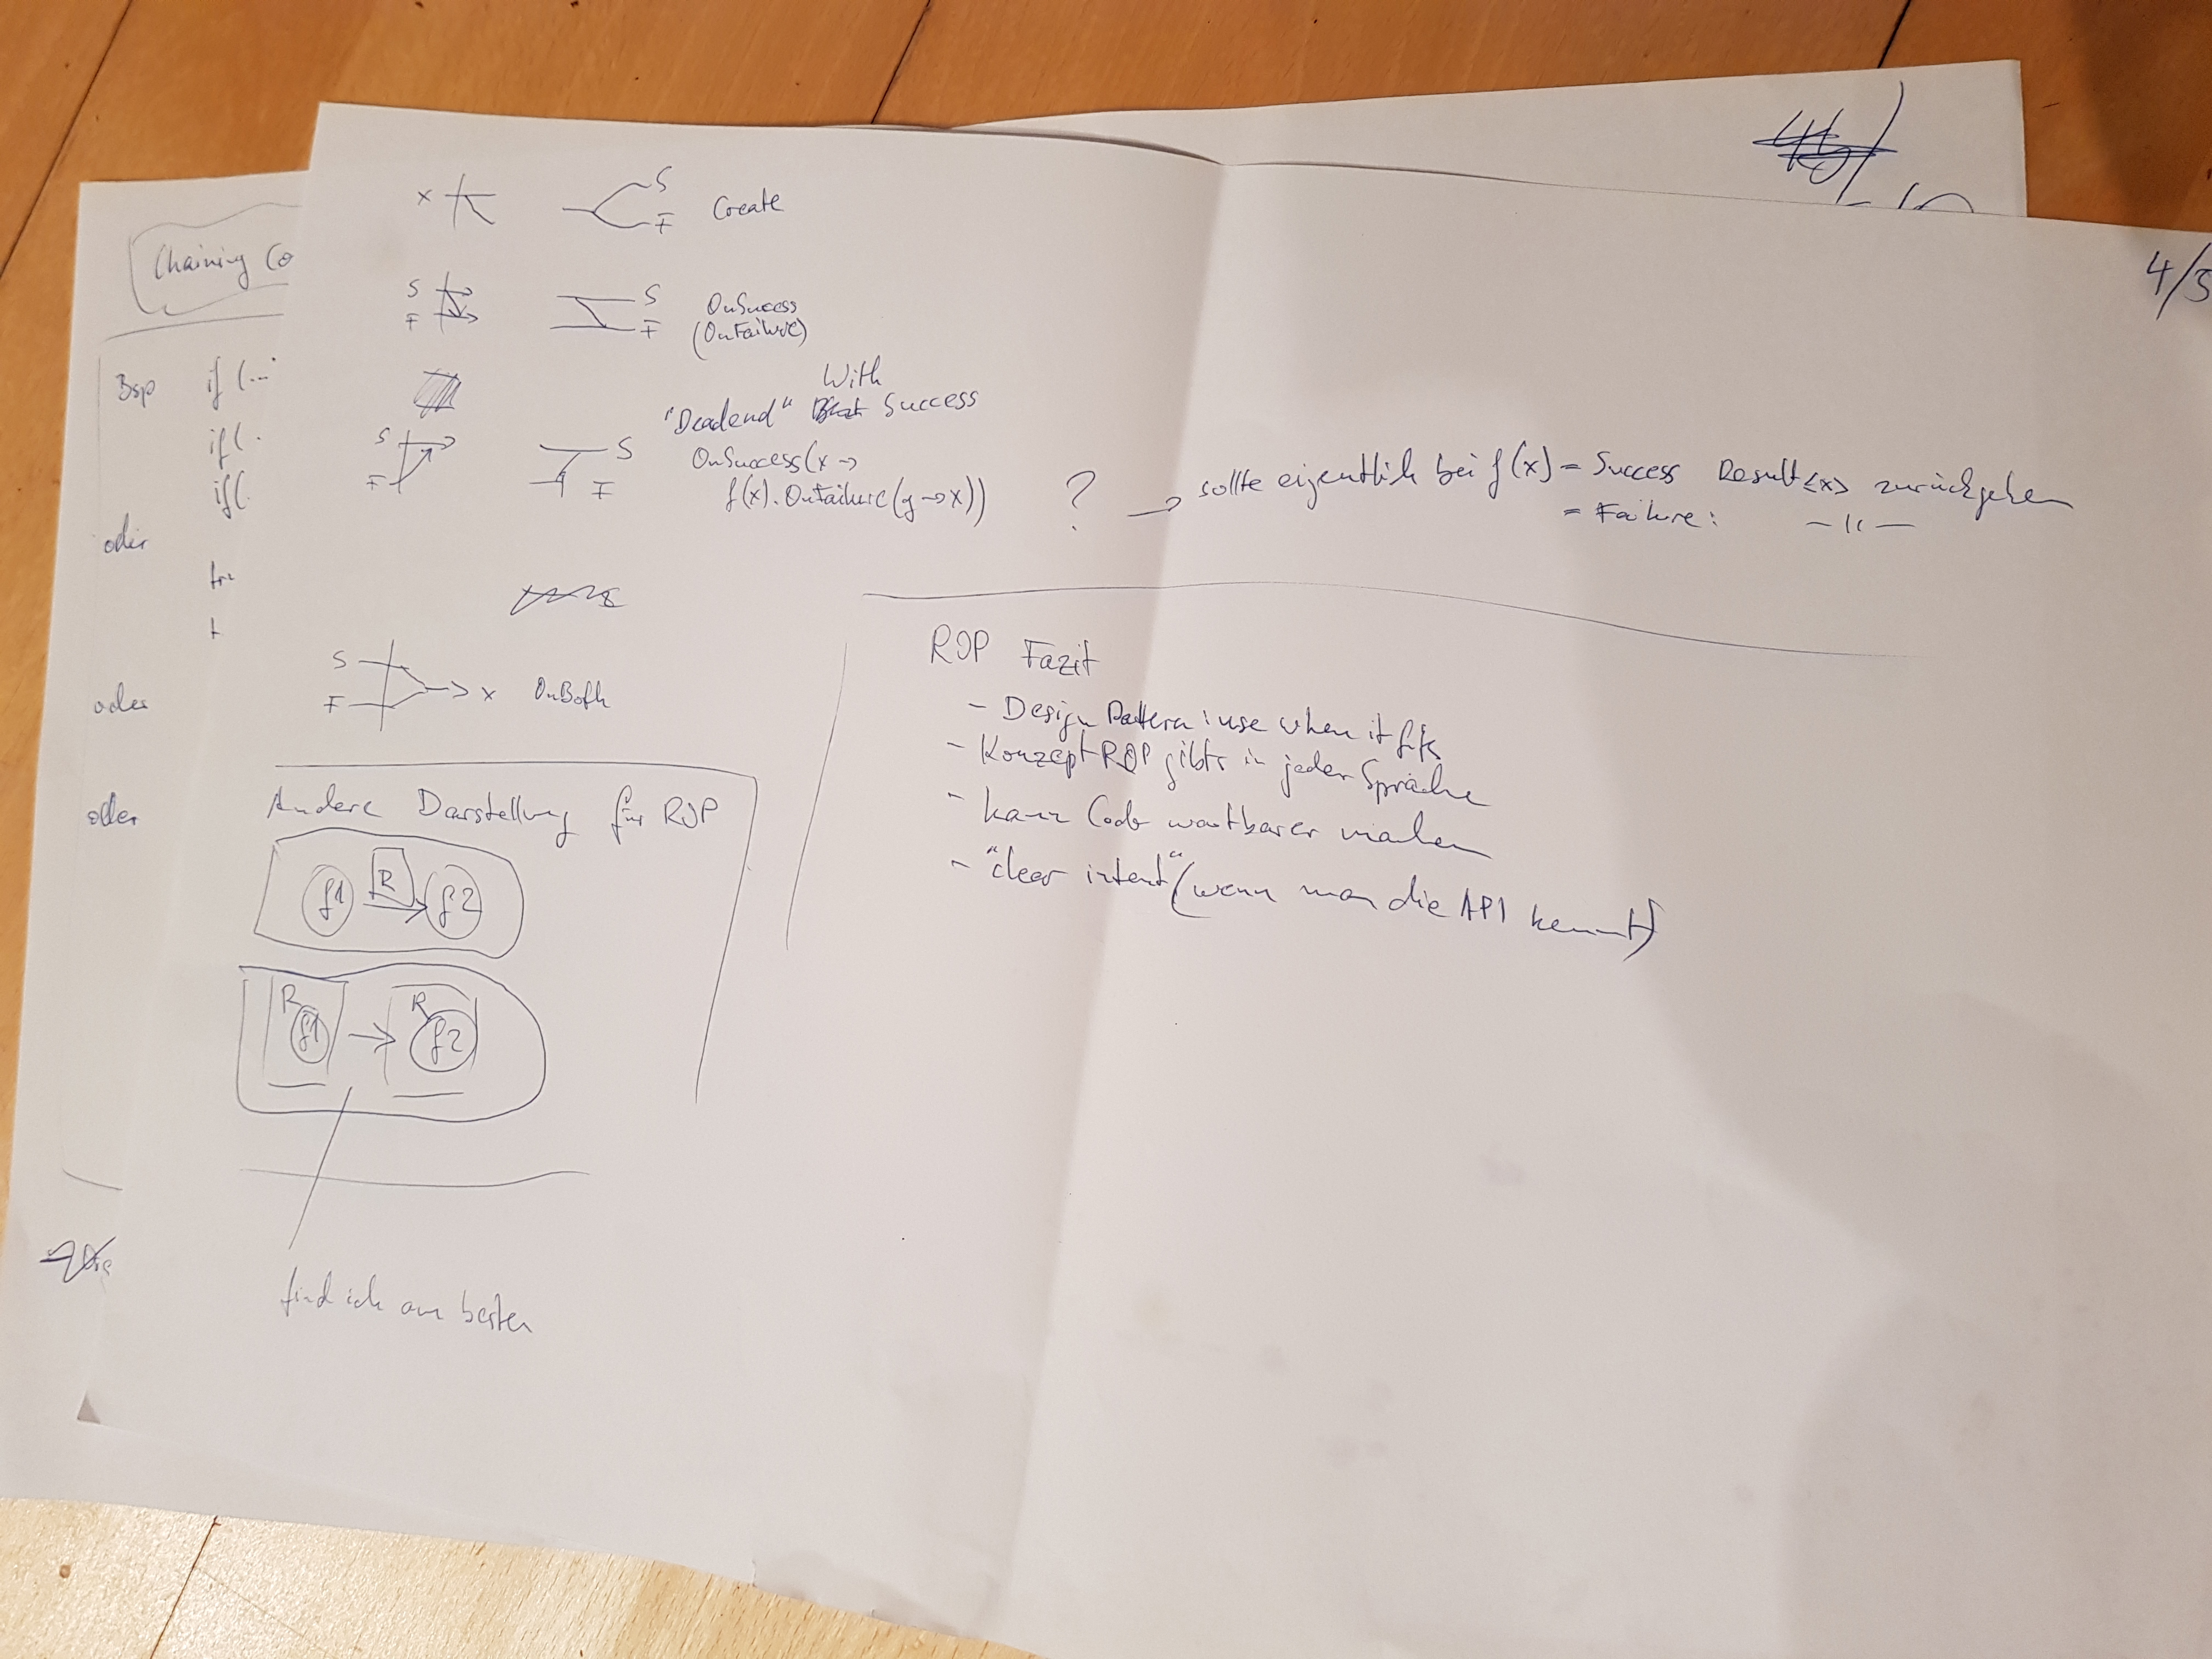 4/5
x S F Create
S F S F OnSuccess
(OnFailure)
With
"Deadend" Success
S F S F OnSuccess(x →
f(x).OnFailure(y → x))
? → sollte eigentlich bei f(x) = Success Result<x> zurückgeben
= Failure: — 〃 —
S F → x OnBoth
Andere Darstellung für ROP
f1 R → f2
R f1 → R f2
find ich am besten
ROP Fazit
- Design Pattern: use when it fits
- Konzept ROP gibts in jeder Sprache
- kann Code wartbarer machen
- "clear intent" (wenn man die API kennt)
Chaining Co
Bsp if (...
if (.
if (.
oder
t
oder
oder